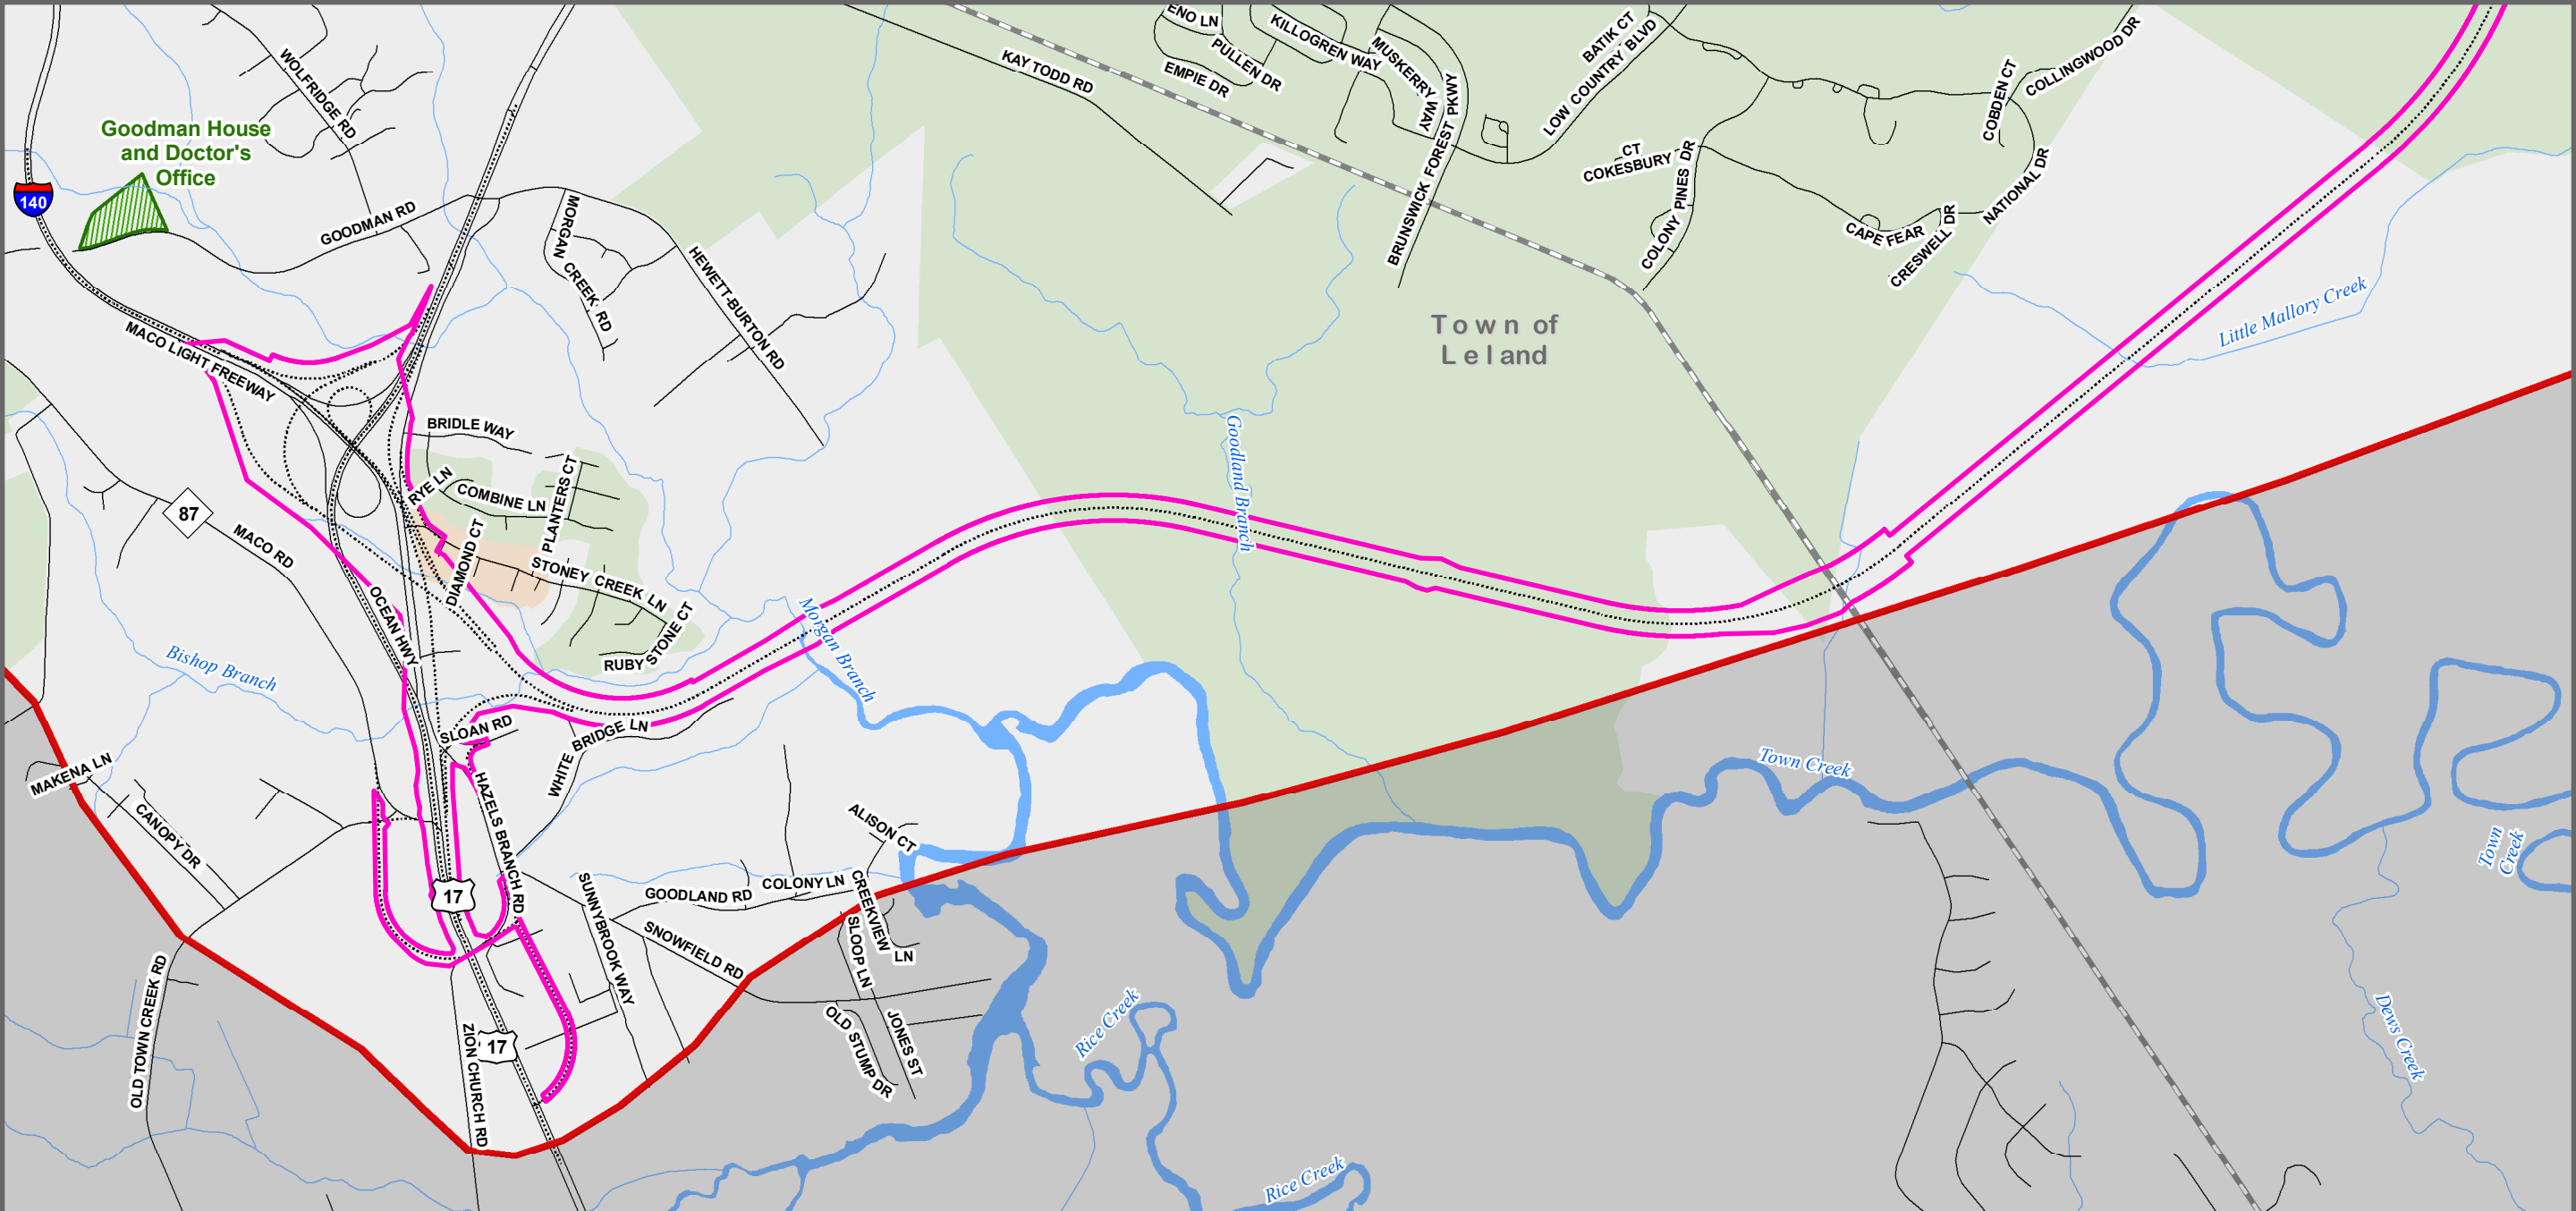 ENO LN
PULLEN DR
EMPIE DR
KILLOGREN WAY
MUSKERRY
WAY
BRUNSWICK FOREST PKWY
BATIK CT
LOW COUNTRY BLVD
COLLINGWOOD DR
COBDEN CT
COKESBURY
CT
COLONY PINES DR
NATIONAL DR
CAPE FEAR
CRESWELL DR
KAY TODD RD
WOLFRIDGE RD
Goodman House
and Doctor's
Office
140
GOODMAN RD
MORGAN
CREEK RD
HEWETT-BURTON RD
Little Mallory Creek
Town of
Leland
MACO LIGHT FREEWAY
BRIDLE WAY
RYE LN
COMBINE LN
PLANTERS CT
Goodland Branch
87
MACO RD
DIAMOND CT
STONEY CREEK LN
OCEAN HWY
RUBY
STONE CT
Morgan Branch
Bishop Branch
SLOAN RD
WHITE
BRIDGE LN
MAKENA LN
CANOPY DR
HAZELS BRANCH RD
Town Creek
Town
Creek
ALISON CT
17
SUNNYBROOK WAY
GOODLAND RD
COLONY LN
CREEKVIEW
LN
SLOOP LN
SNOWFIELD RD
OLD TOWN CREEK RD
ZION CHURCH RD
17
OLD STUMP DR
JONES ST
Rice Creek
Dews Creek
Rice Creek